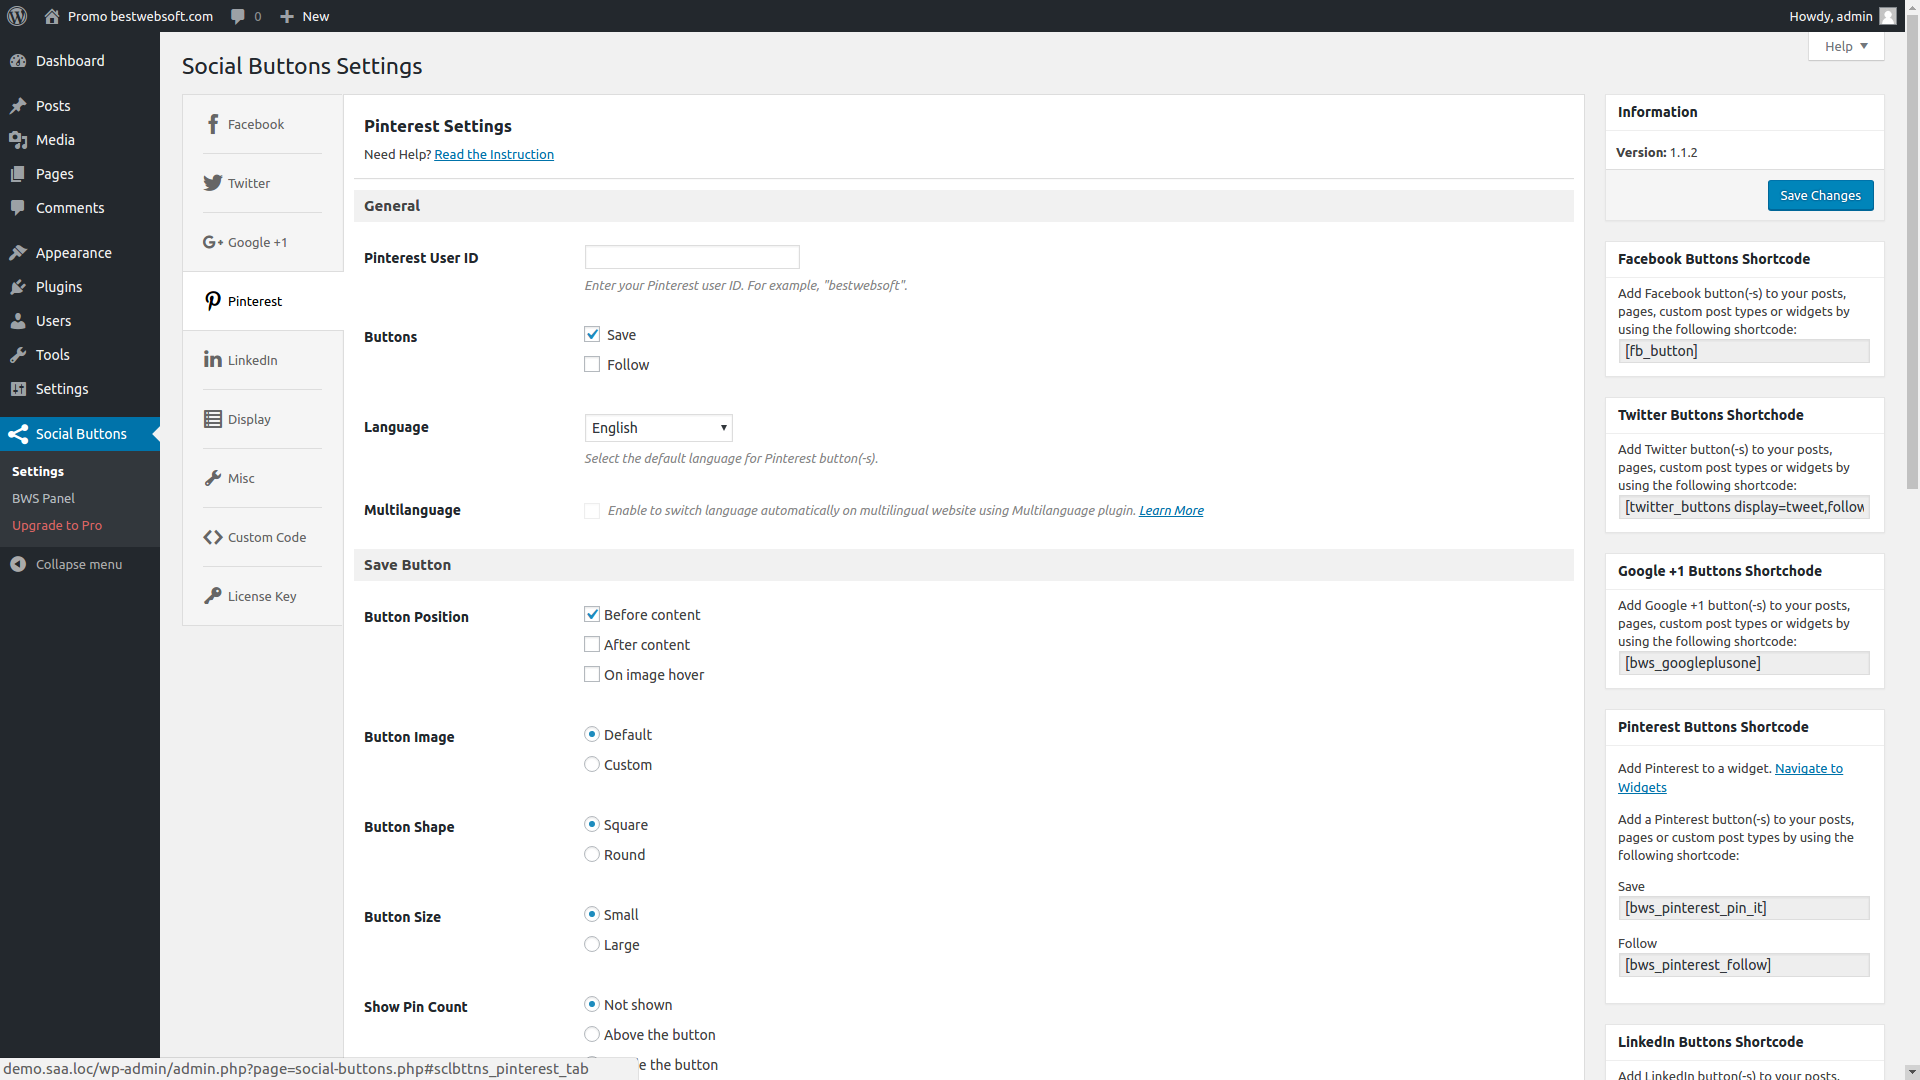 Promo bestwebsoft.com
0
New
Howdy, admin
Help
Dashboard
Posts
Media
Pages
Comments
Appearance
Plugins
Users
Tools
Settings
Social Buttons
Settings
BWS Panel
Upgrade to Pro
Collapse menu
Social Buttons Settings
Facebook
Twitter
Google +1
Pinterest
LinkedIn
Display
Misc
Custom Code
License Key
Pinterest Settings
Need Help? Read the Instruction
General
Pinterest User ID
Enter your Pinterest user ID. For example, "bestwebsoft".
Buttons
Save
Follow
Language
English
Select the default language for Pinterest button(-s).
Multilanguage
Enable to switch language automatically on multilingual website using Multilanguage plugin. Learn More
Save Button
Button Position
Before content
After content
On image hover
Button Image
Default
Custom
Button Shape
Square
Round
Button Size
Small
Large
Show Pin Count
Not shown
Above the button
the button
Information
Version: 1.1.2
Save Changes
Facebook Buttons Shortcode
Add Facebook button(-s) to your posts,
pages, custom post types or widgets by
using the following shortcode:
[fb_button]
Twitter Buttons Shortchode
Add Twitter button(-s) to your posts,
pages, custom post types or widgets by
using the following shortcode:
[twitter_buttons display=tweet,follow
Google +1 Buttons Shortchode
Add Google +1 button(-s) to your posts,
pages, custom post types or widgets by
using the following shortcode:
[bws_googleplusone]
Pinterest Buttons Shortcode
Add Pinterest to a widget. Navigate to
Widgets
Add a Pinterest button(-s) to your posts,
pages or custom post types by using the
following shortcode:
Save
[bws_pinterest_pin_it]
Follow
[bws_pinterest_follow]
LinkedIn Buttons Shortcode
Add LinkedIn button(-s) to your posts,
demo.saa.loc/wp-admin/admin.php?page=social-buttons.php#sclbttns_pinterest_tab